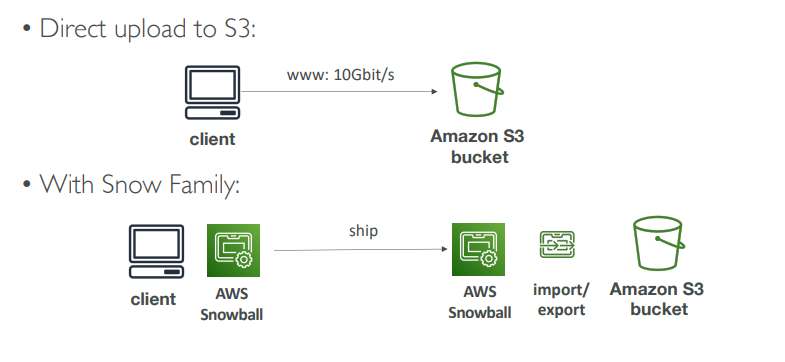 • Direct upload to S3:
www: 10Gbit/s
client
Amazon S3
bucket
• With Snow Family:
ship
client
AWS
Snowball
AWS
Snowball
import/
export
Amazon S3
bucket